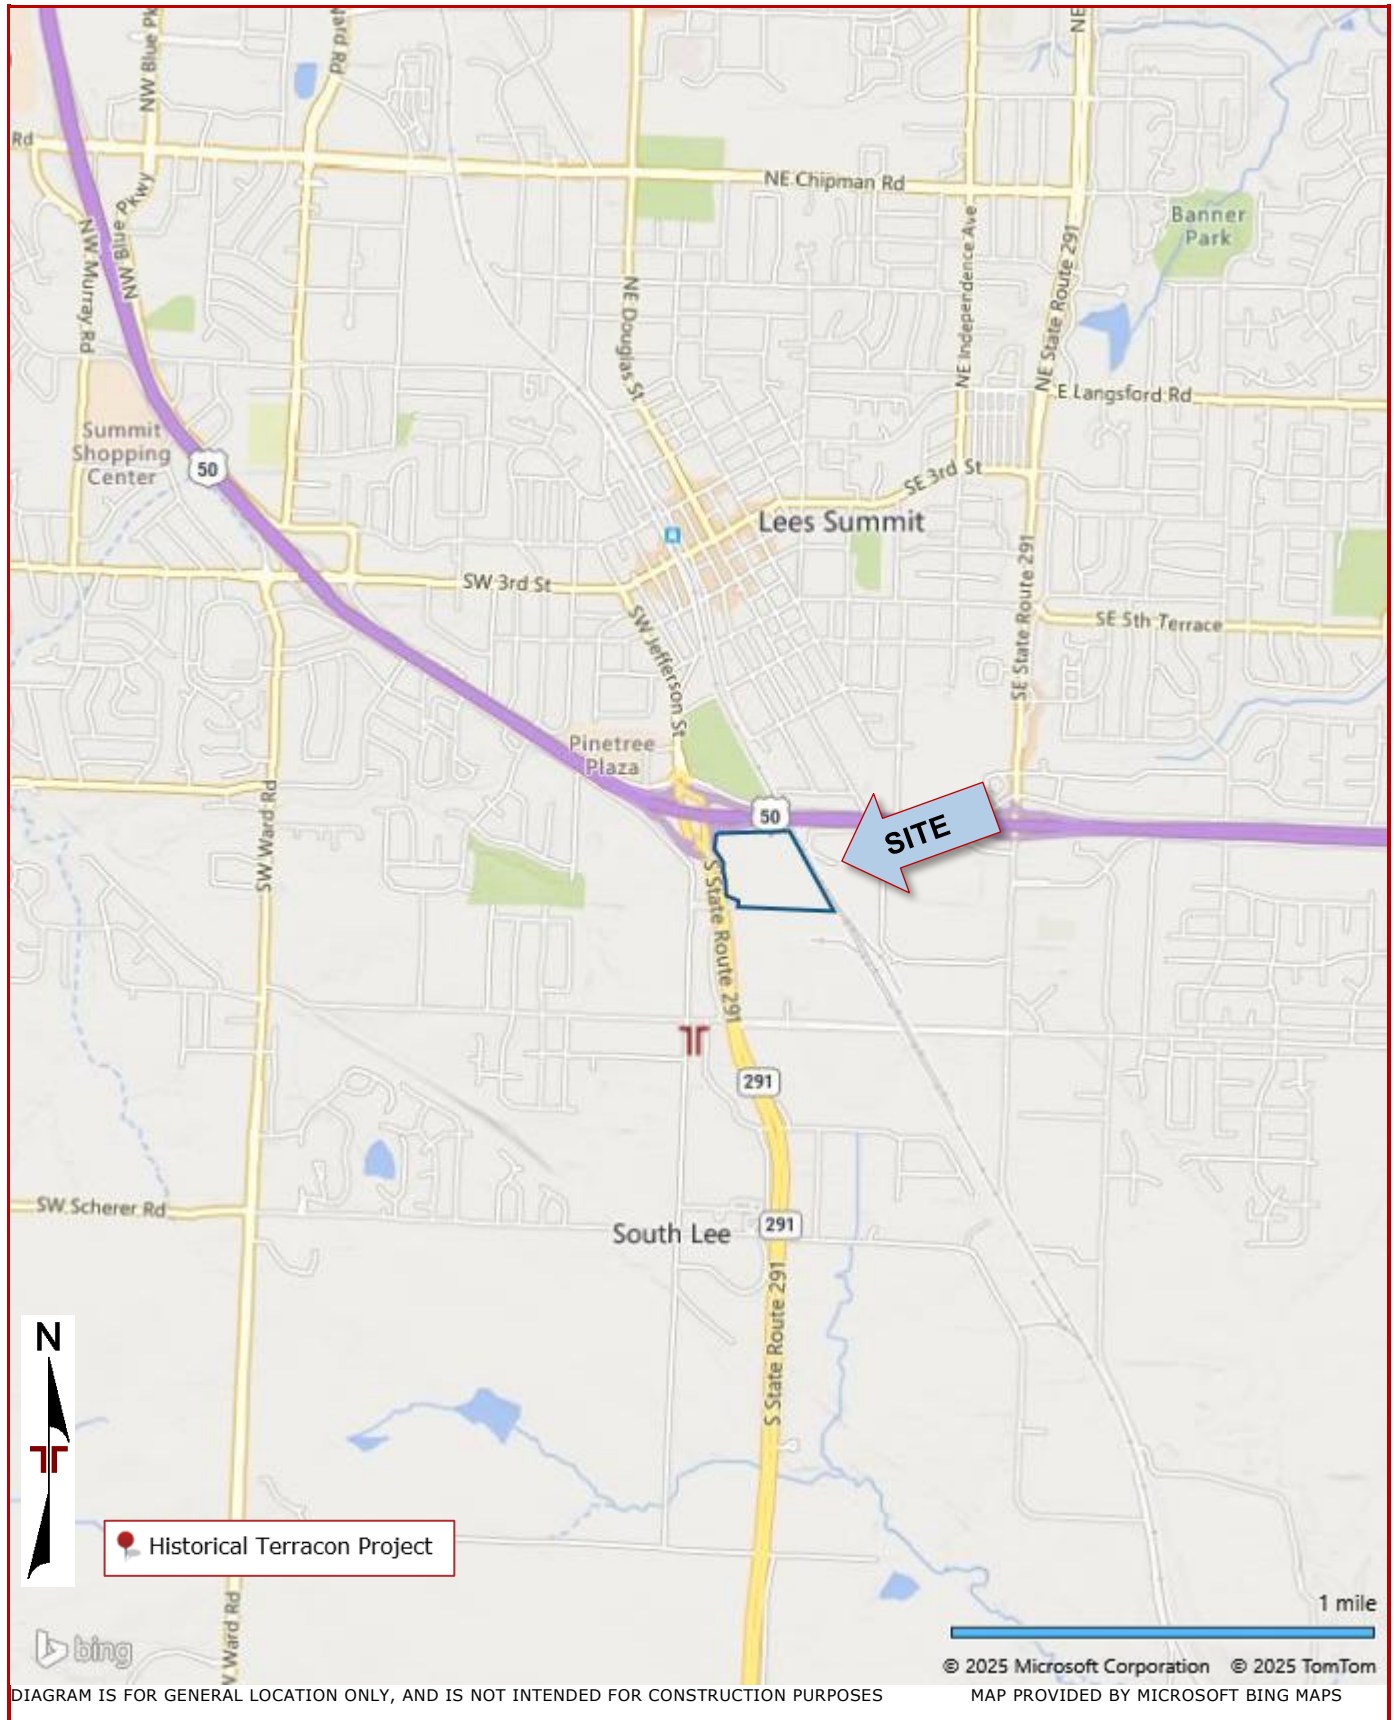 NW Blue Pk
Ward Rd
NE
Rd
NE Chipman Rd
NW Blue Pkwy
NW Murray Rd
NE Douglas St
NE Independence Ave
NE State Route 291
Banner
Park
E Langsford Rd
Summit
Shopping
Center
50
SE 3rd St
Lees Summit
SW 3rd St
SW Jefferson St
SE State Route 291
SE 5th Terrace
Pinetree
Plaza
50
SITE
SW Ward Rd
S State Route 291
291
SW Scherer Rd
South Lee
291
S State Route 291
N
Historical Terracon Project
V Ward Rd
bing
1 mile
© 2025 Microsoft Corporation © 2025 TomTom
DIAGRAM IS FOR GENERAL LOCATION ONLY, AND IS NOT INTENDED FOR CONSTRUCTION PURPOSES
MAP PROVIDED BY MICROSOFT BING MAPS